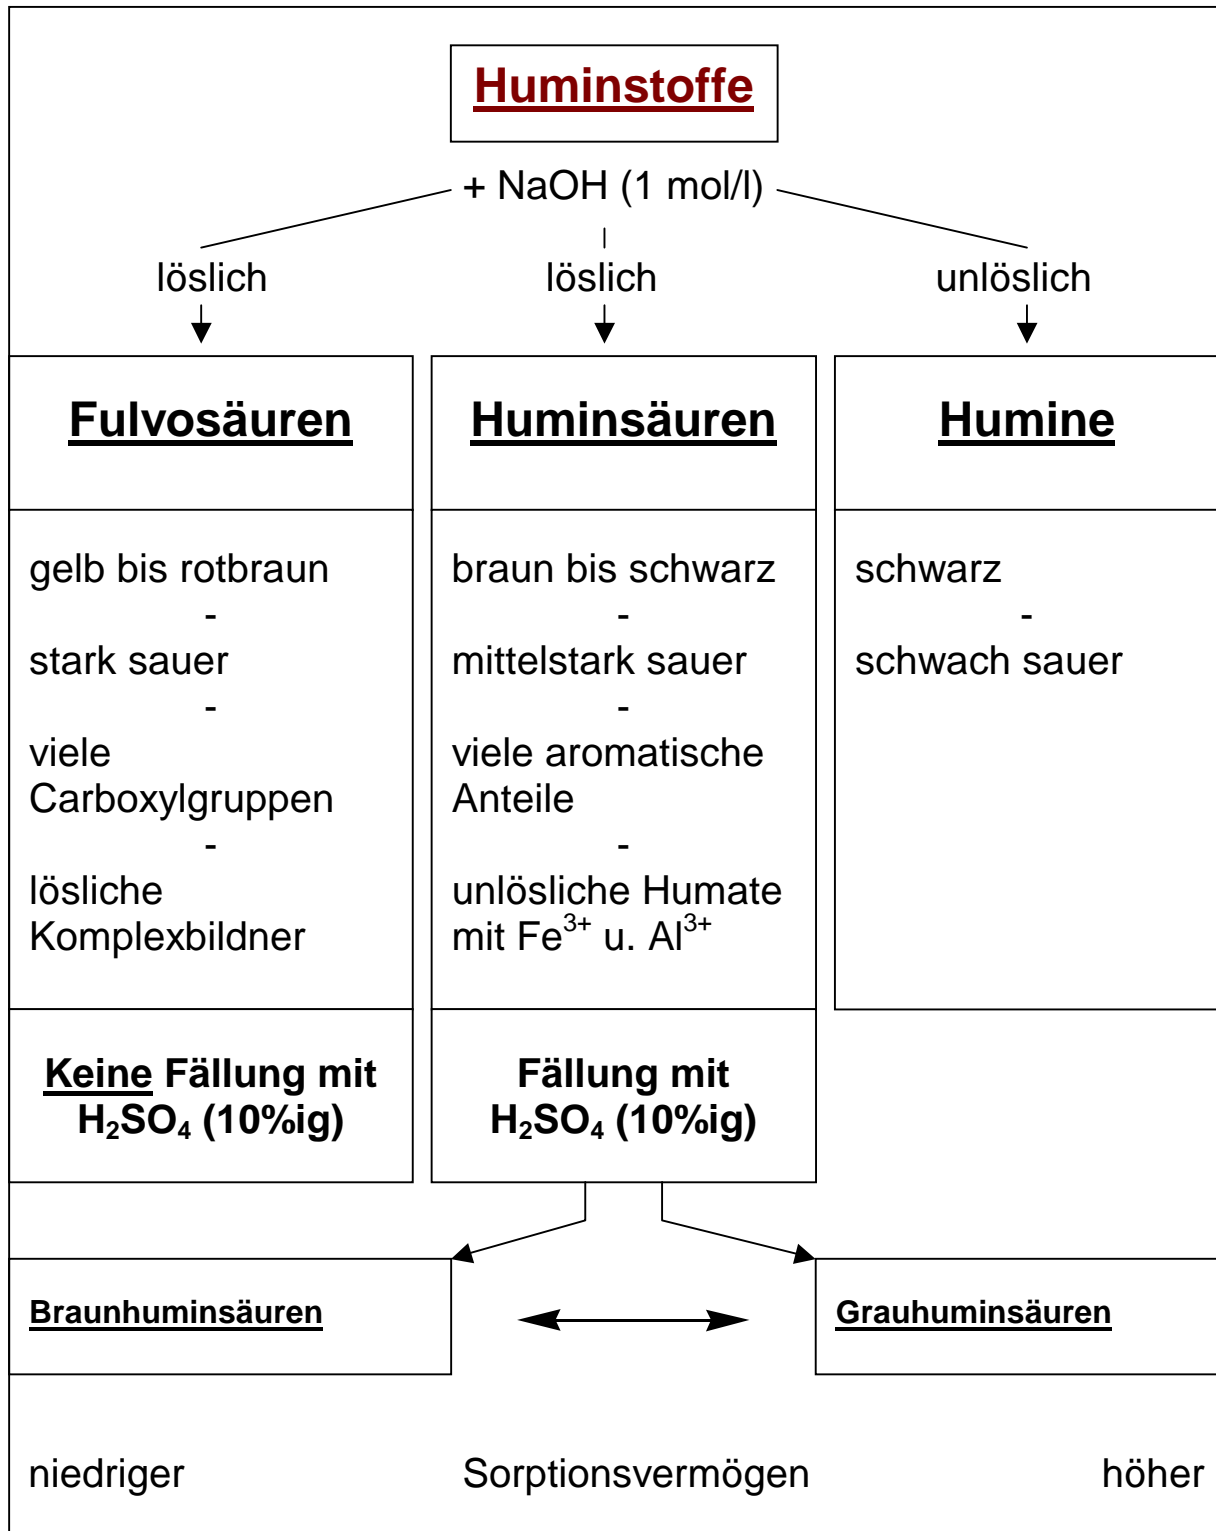 Huminstoffe
+ NaOH (1 mol/l)
löslich löslich unlöslich
Fulvosäuren
gelb bis rotbraun
-
stark sauer
-
viele
Carboxylgruppen
-
lösliche
Komplexbildner
Keine Fällung mit
H₂SO₄ (10%ig)
Huminsäuren
braun bis schwarz
-
mittelstark sauer
-
viele aromatische
Anteile
-
unlösliche Humate
mit Fe³⁺ u. Al³⁺
Fällung mit
H₂SO₄ (10%ig)
Humine
schwarz
-
schwach sauer
Braunhuminsäuren
Grauhuminsäuren
niedriger Sorptionsvermögen höher